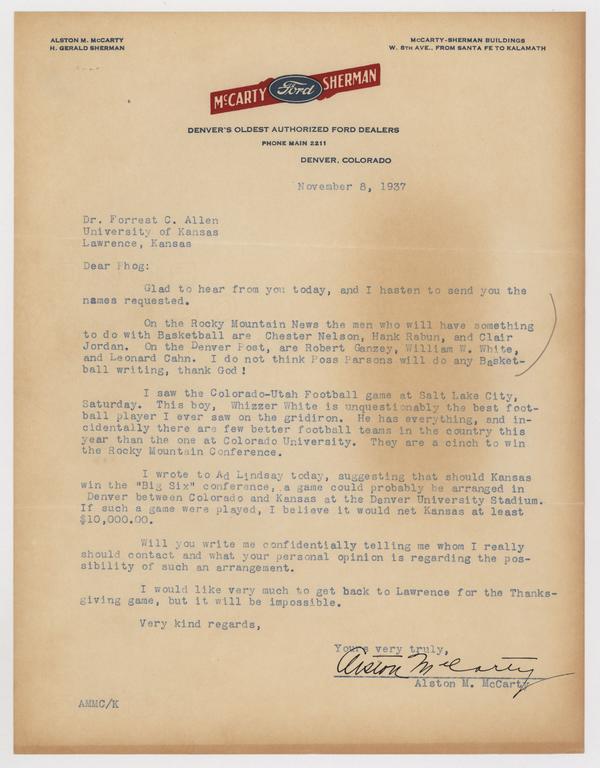 ALSTON M. McCARTY
H. GERALD SHERMAN
McCARTY-SHERMAN BUILDINGS
W. 8TH AVE., FROM SANTA FE TO KALAMATH
McCARTY Ford SHERMAN
DENVER'S OLDEST AUTHORIZED FORD DEALERS
PHONE MAIN 2211
DENVER, COLORADO
November 8, 1937
Dr. Forrest C. Allen
University of Kansas
Lawrence, Kansas
Dear Phog:
Glad to hear from you today, and I hasten to send you the
names requested.
On the Rocky Mountain News the men who will have something
to do with Basketball are Chester Nelson, Hank Rabun, and Clair
Jordan. On the Denver Post, are Robert Ganzey, William W. White,
and Leonard Cahn. I do not think Poss Parsons will do any Basket-
ball writing, thank God!
I saw the Colorado-Utah Football game at Salt Lake City,
Saturday. This boy, Whizzer White is unquestionably the best foot-
ball player I ever saw on the gridiron. He has everything, and in-
cidentally there are few better football teams in the country this
year than the one at Colorado University. They are a cinch to win
the Rocky Mountain Conference.
I wrote to Ad Lindsay today, suggesting that should Kansas
win the "Big Six" conference, a game could probably be arranged in
Denver between Colorado and Kansas at the Denver University Stadium.
If such a game were played, I believe it would net Kansas at least
$10,000.00.
Will you write me confidentially telling me whom I really
should contact and what your personal opinion is regarding the pos-
sibility of such an arrangement.
I would like very much to get back to Lawrence for the Thanks-
giving game, but it will be impossible.
Very kind regards,
Yours very truly,
Alston McCarty
Alston M. McCarty
AMMC/K